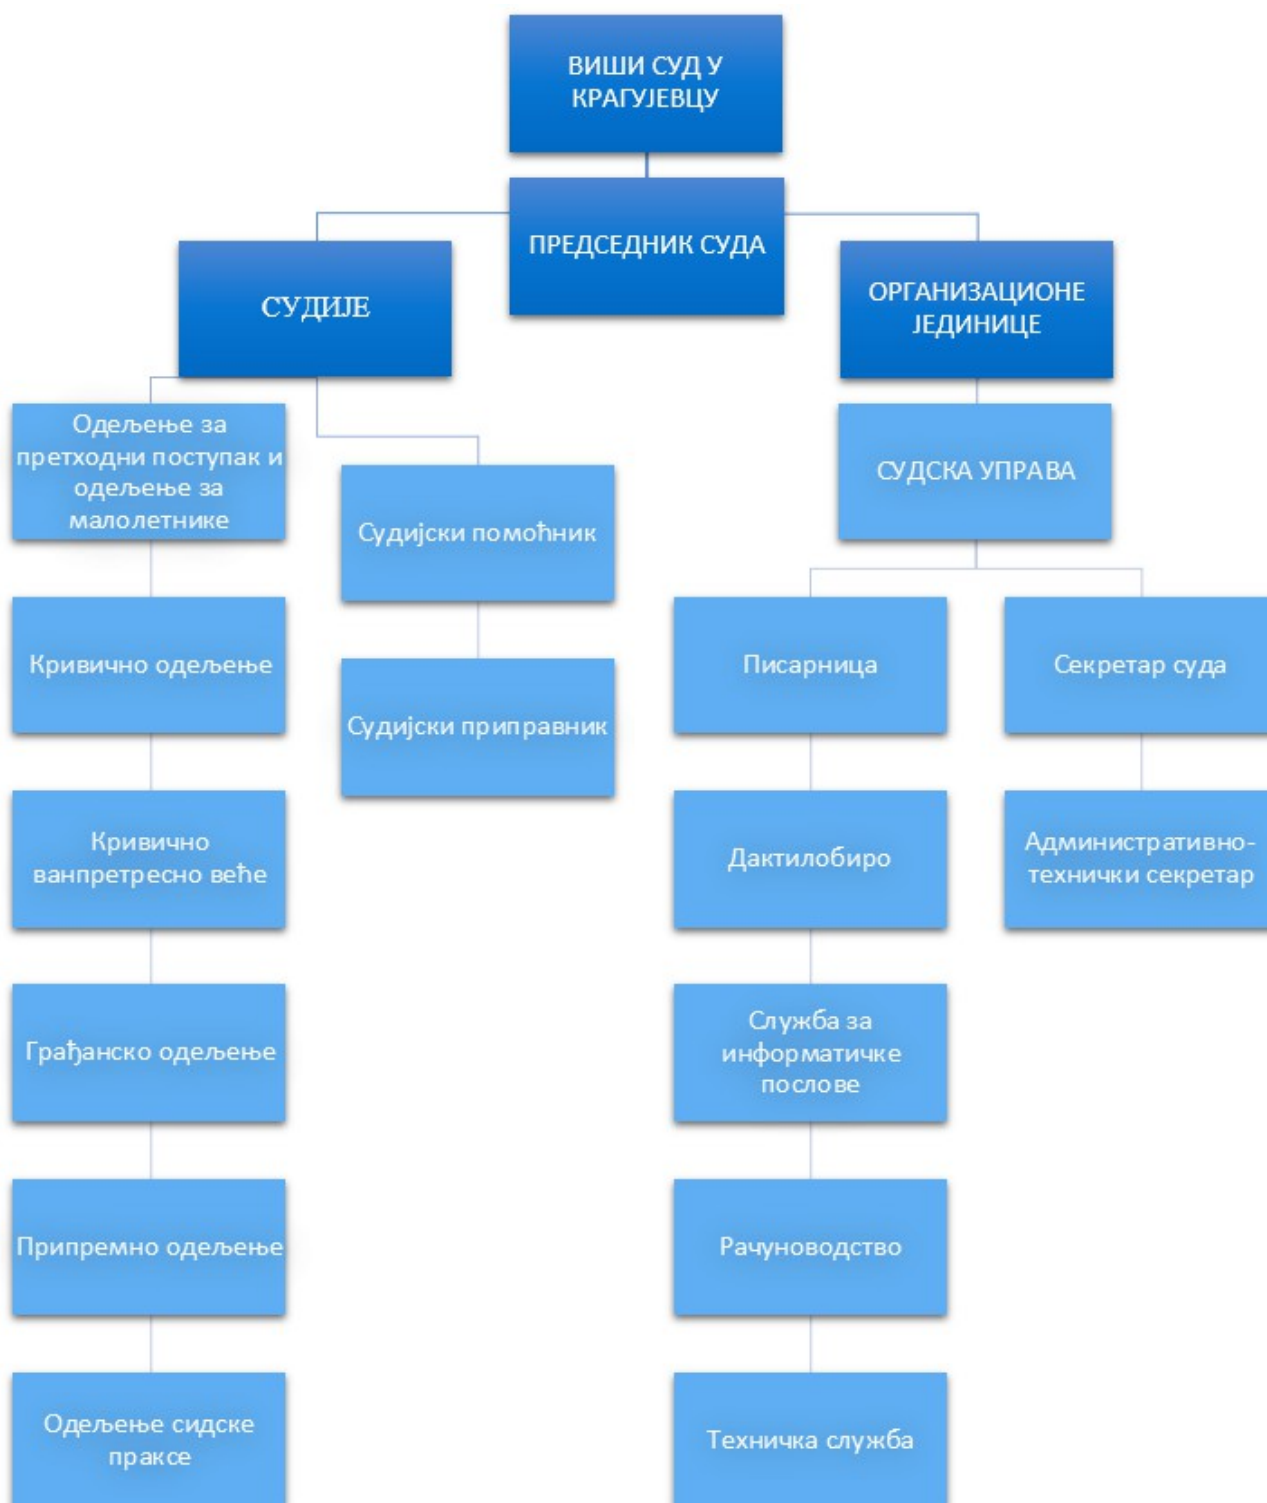 ВИШИ СУД У
КРАГУЈЕВЦУ
ПРЕДСЕДНИК СУДА
СУДИЈЕ
ОРГАНИЗАЦИОНЕ
ЈЕДИНИЦЕ
Одељење за
претходни поступак и
одељење за
малолетнике
Кривично одељење
Кривично
ванпретресно веће
Грађанско одељење
Припремно одељење
Одељење сидске
праксе
Судијски помоћник
Судијски приправник
СУДСКА УПРАВА
Писарница
Дактилобиро
Служба за
информатичке
послове
Рачуноводство
Техничка служба
Секретар суда
Административно-
технички секретар